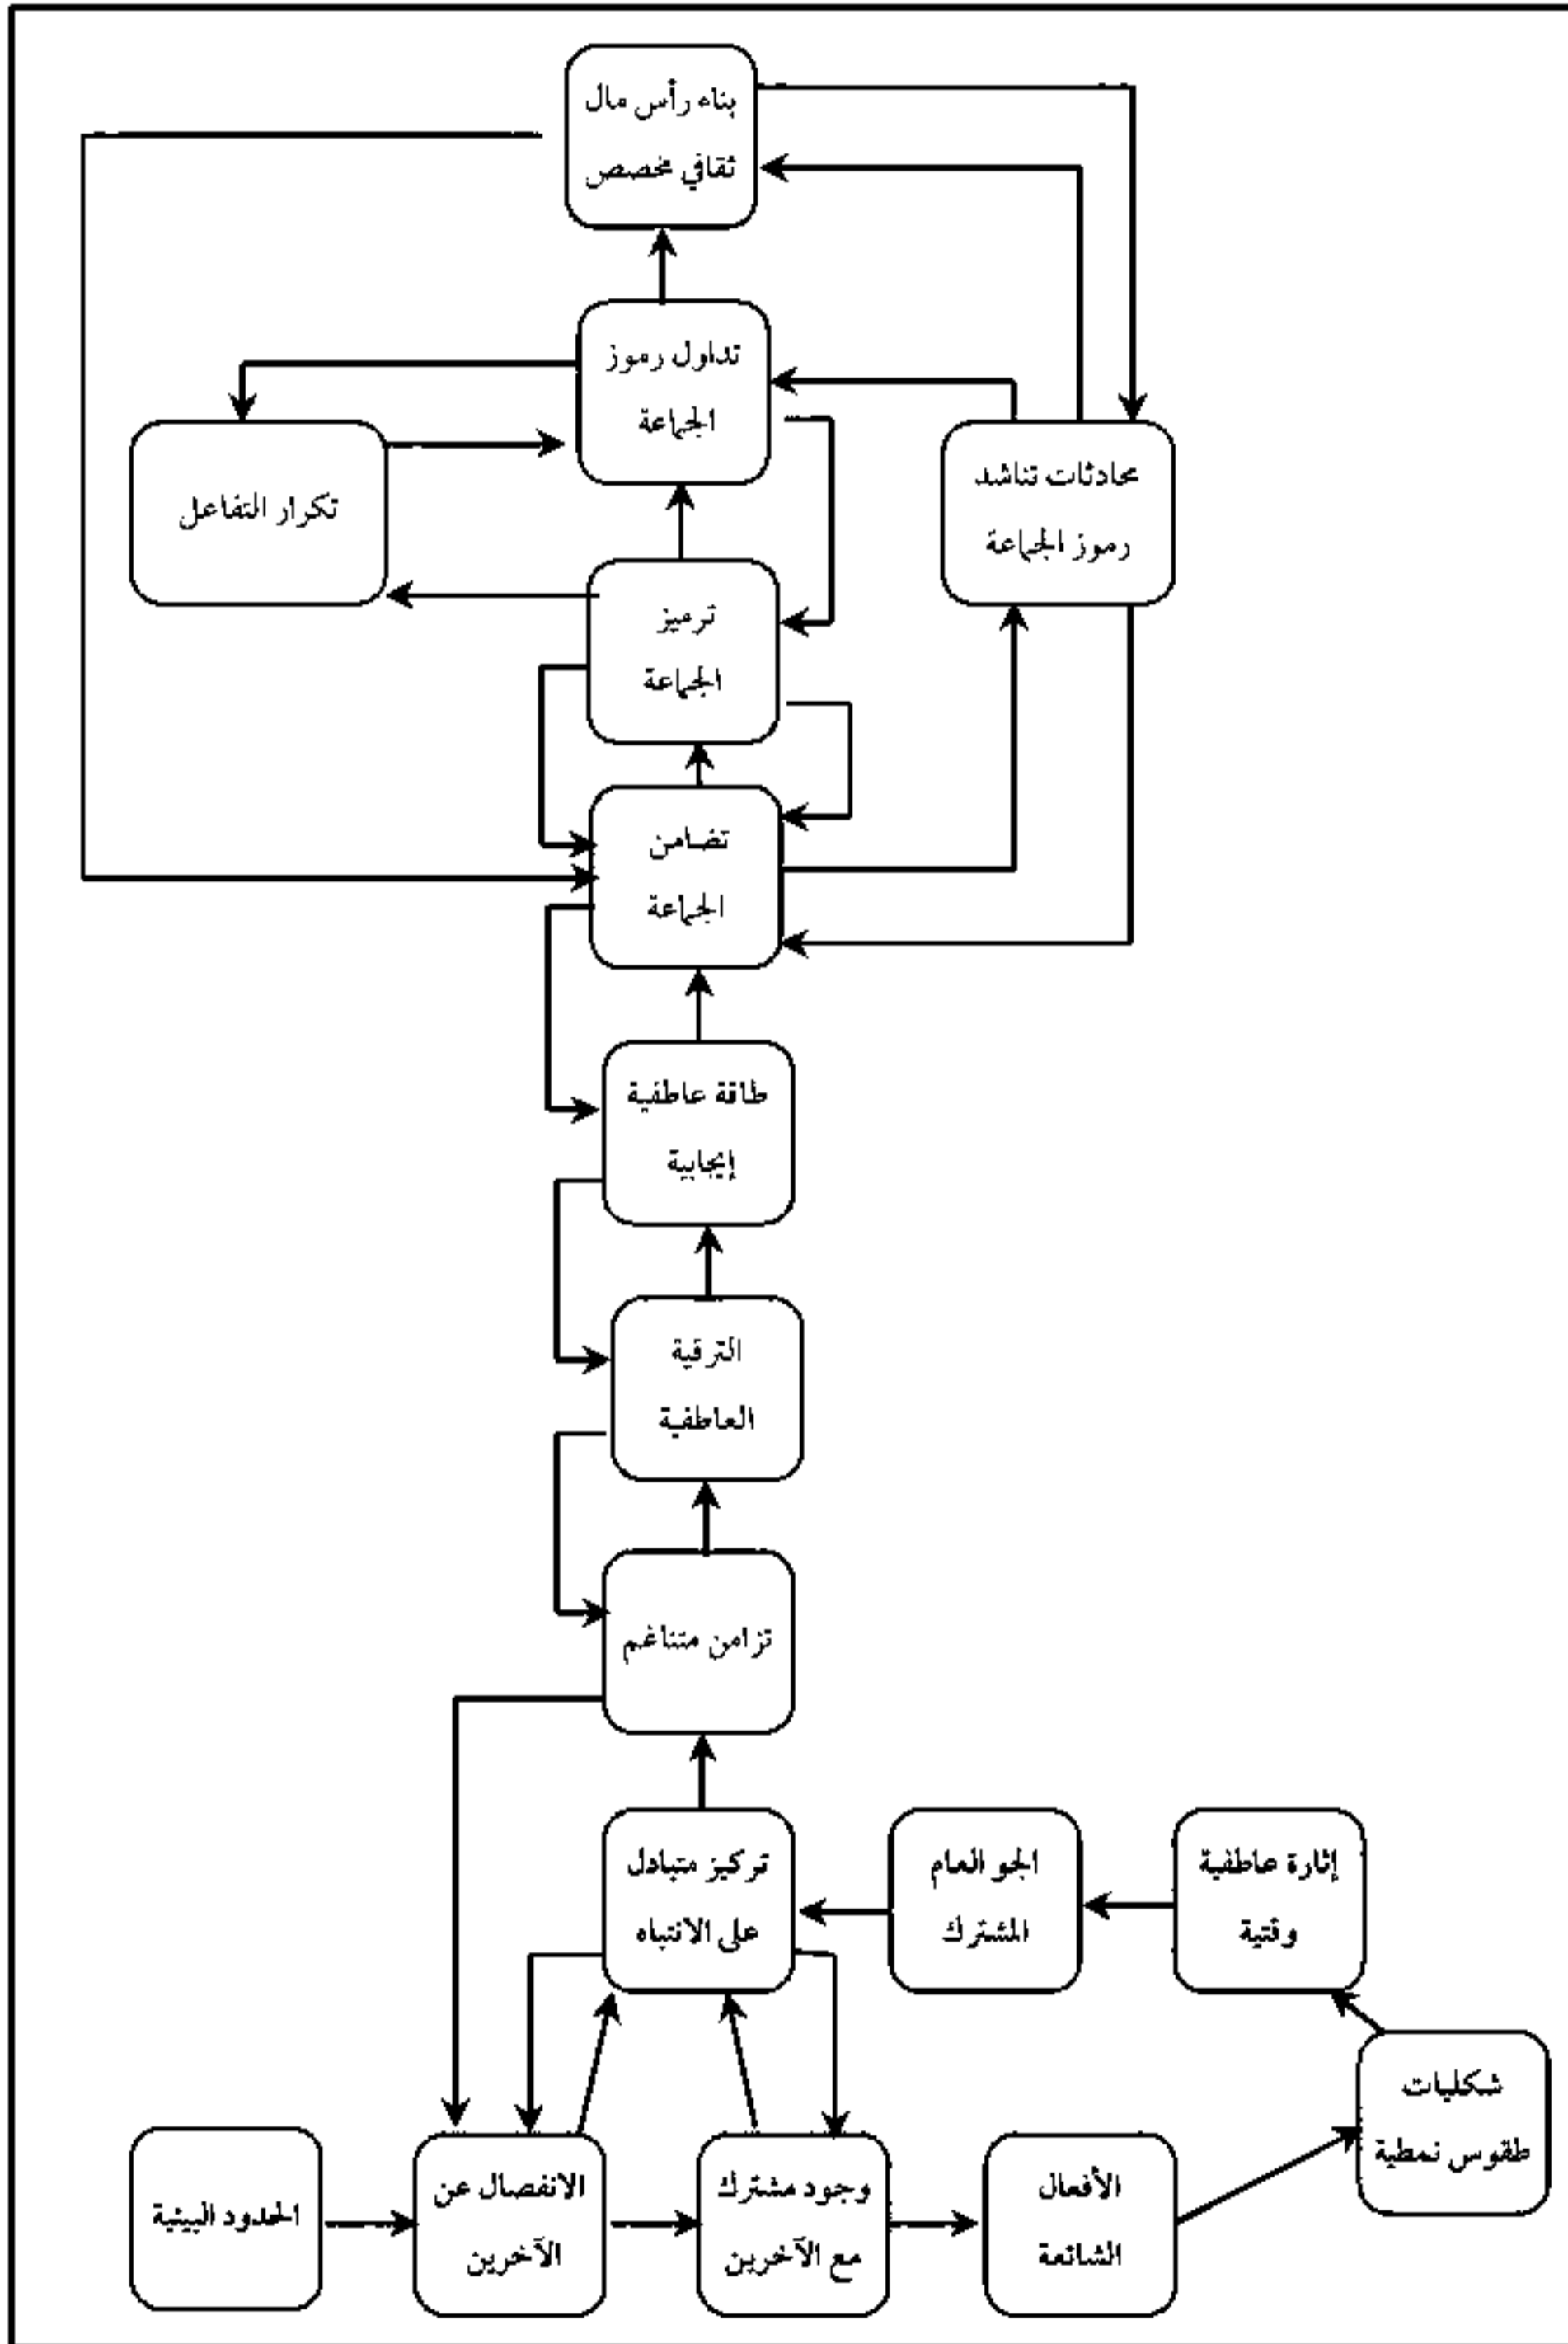 بناء رأس مال
ثقافي مخصص
تداول رموز
الجماعة
محادثات تناشد
رموز الجماعة
تكرار التفاعل
ترميز
الجماعة
تضامن
الجماعة
طاقة عاطفية
إيجابية
الترقية
العاطفية
تزامن متناغم
إثارة عاطفية
وقتية
الجو العام
المشترك
تركيز متبادل
على الانتباه
شكليات
طقوس نمطية
الأفعال
الشائعة
وجود مشترك
مع الآخرين
الانفصال عن
الآخرين
الحدود البيئية